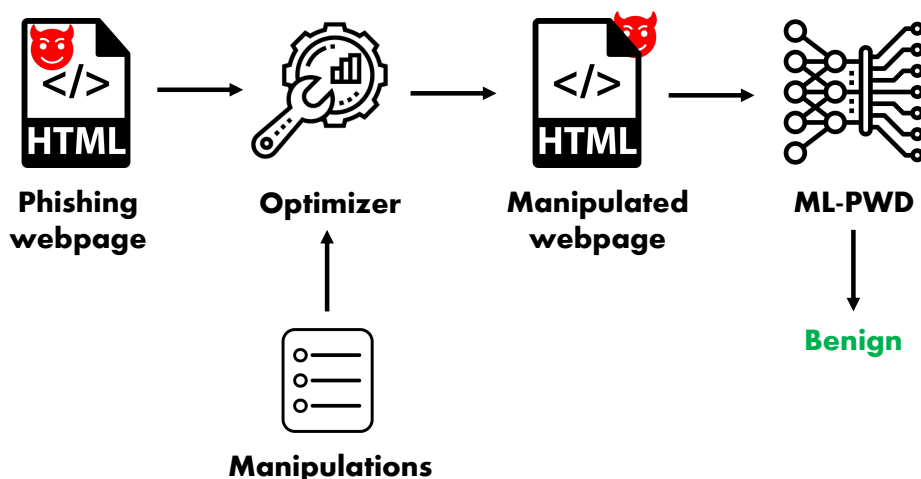 </>
HTML
Phishing
webpage
Optimizer
</>
HTML
Manipulated
webpage
ML-PWD
Benign
Manipulations